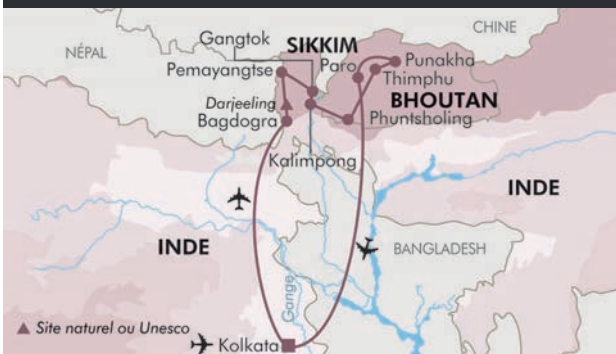 CHINE
Gangtok
SIKKIM
NÉPAL
Paro
Punakha
Pemayangtse
Thimphu
Darjeeling
BHOUTAN
Bagdogra
Phuntsholing
Kalimpong
INDE
INDE
BANGLADESH
Gange
Site naturel ou Unesco
Kolkata